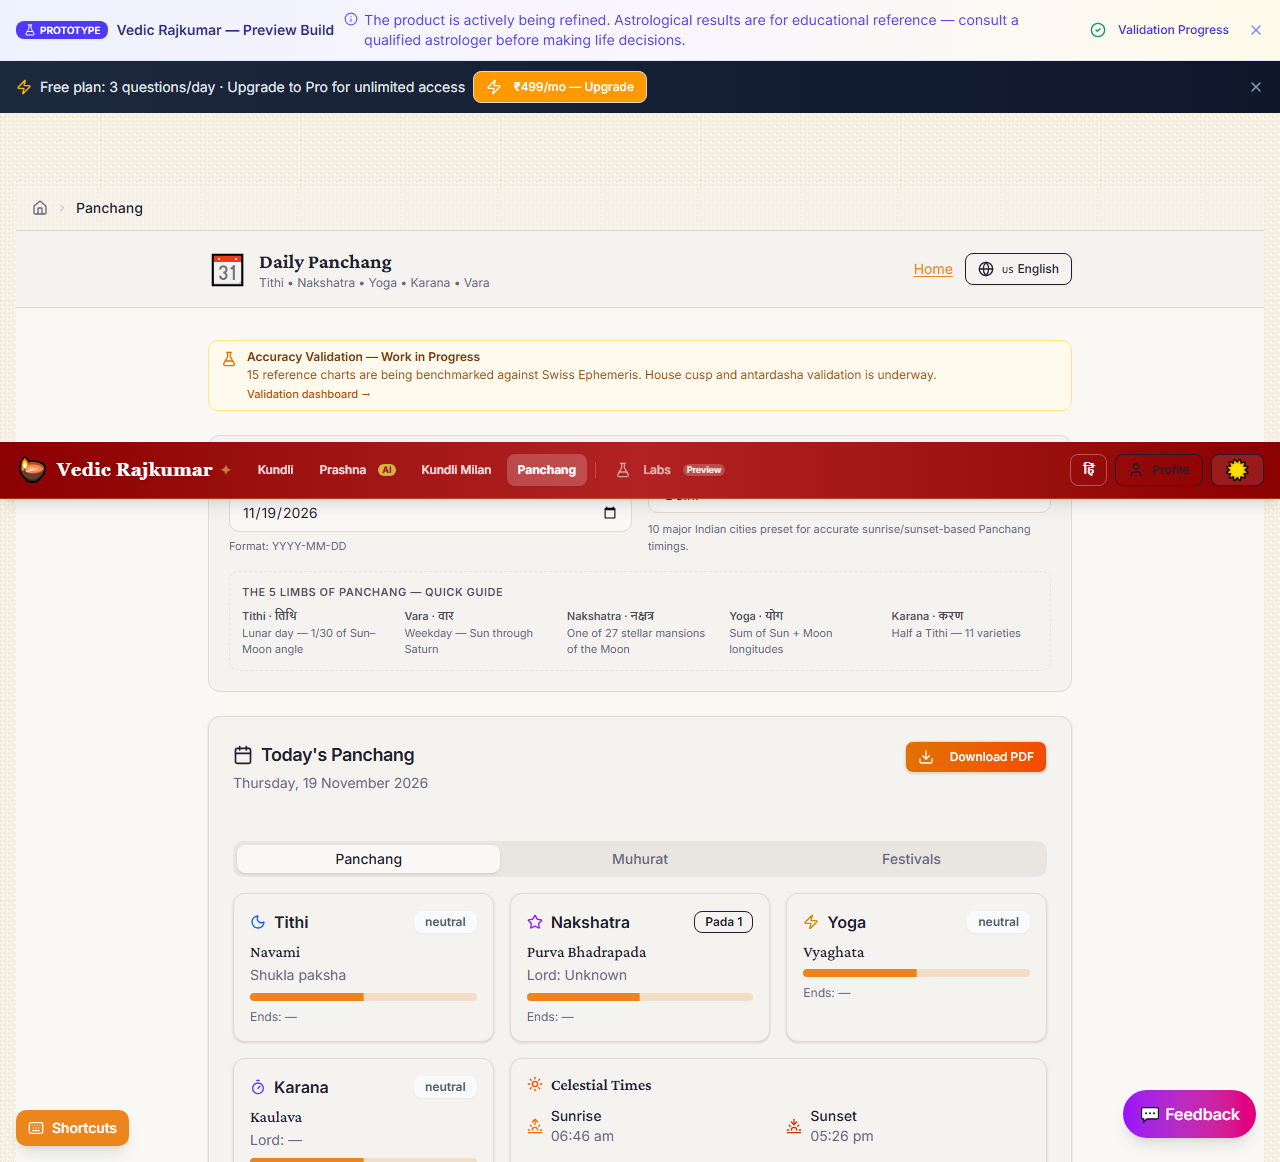 PROTOTYPE Vedic Rajkumar — Preview Build
The product is actively being refined. Astrological results are for educational reference — consult a
qualified astrologer before making life decisions.
Validation Progress
Free plan: 3 questions/day · Upgrade to Pro for unlimited access
₹499/mo — Upgrade
Panchang
Daily Panchang
Tithi • Nakshatra • Yoga • Karana • Vara
Home
us English
Accuracy Validation — Work in Progress
15 reference charts are being benchmarked against Swiss Ephemeris. House cusp and antardasha validation is underway.
Validation dashboard →
Vedic Rajkumar
Kundli
Prashna AI
Kundli Milan
Panchang
Labs Preview
हिं
Profile
11/19/2026
Format: YYYY-MM-DD
10 major Indian cities preset for accurate sunrise/sunset-based Panchang
timings.
THE 5 LIMBS OF PANCHANG — QUICK GUIDE
Tithi · तिथि
Lunar day — 1/30 of Sun–
Moon angle
Vara · वार
Weekday — Sun through
Saturn
Nakshatra · नक्षत्र
One of 27 stellar mansions
of the Moon
Yoga · योग
Sum of Sun + Moon
longitudes
Karana · करण
Half a Tithi — 11 varieties
Today's Panchang
Thursday, 19 November 2026
Download PDF
Panchang
Muhurat
Festivals
Tithi
neutral
Navami
Shukla paksha
Ends: —
Nakshatra
Pada 1
Purva Bhadrapada
Lord: Unknown
Ends: —
Yoga
neutral
Vyaghata
Ends: —
Karana
neutral
Kaulava
Lord: —
Celestial Times
Sunrise
06:46 am
Sunset
05:26 pm
Shortcuts
Feedback